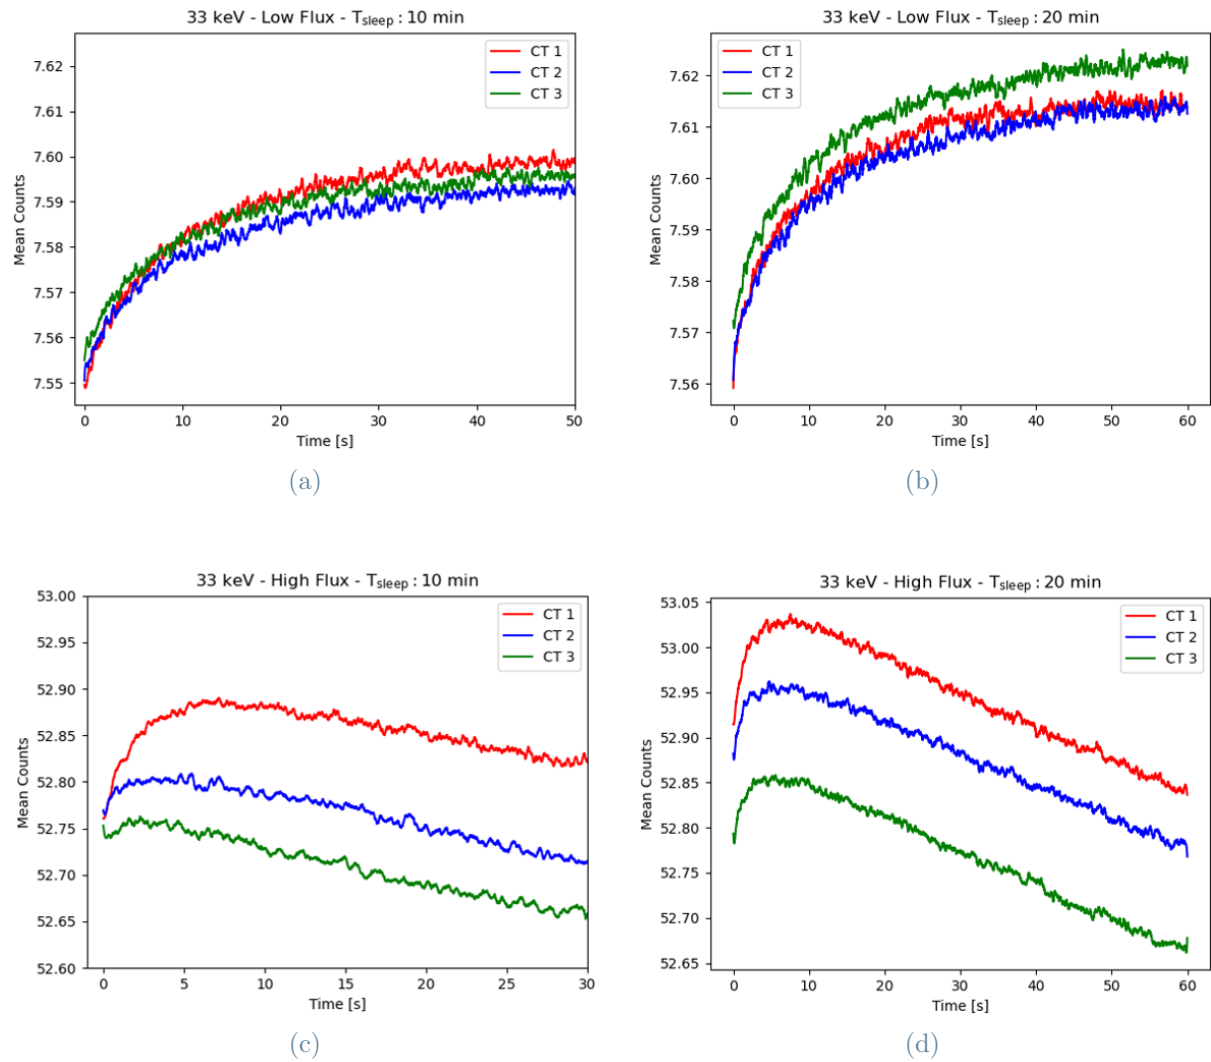 33 keV - Low Flux - T_sleep : 10 min
CT 1
CT 2
CT 3
7.62
7.61
7.60
7.59
7.58
7.57
7.56
7.55
Mean Counts
0 10 20 30 40 50
Time [s]
(a)
33 keV - Low Flux - T_sleep : 20 min
CT 1
CT 2
CT 3
7.62
7.61
7.60
7.59
7.58
7.57
7.56
Mean Counts
0 10 20 30 40 50 60
Time [s]
(b)
33 keV - High Flux - T_sleep : 10 min
CT 1
CT 2
CT 3
53.00
52.95
52.90
52.85
52.80
52.75
52.70
52.65
52.60
Mean Counts
0 5 10 15 20 25 30
Time [s]
(c)
33 keV - High Flux - T_sleep : 20 min
CT 1
CT 2
CT 3
53.05
53.00
52.95
52.90
52.85
52.80
52.75
52.70
52.65
Mean Counts
0 10 20 30 40 50 60
Time [s]
(d)